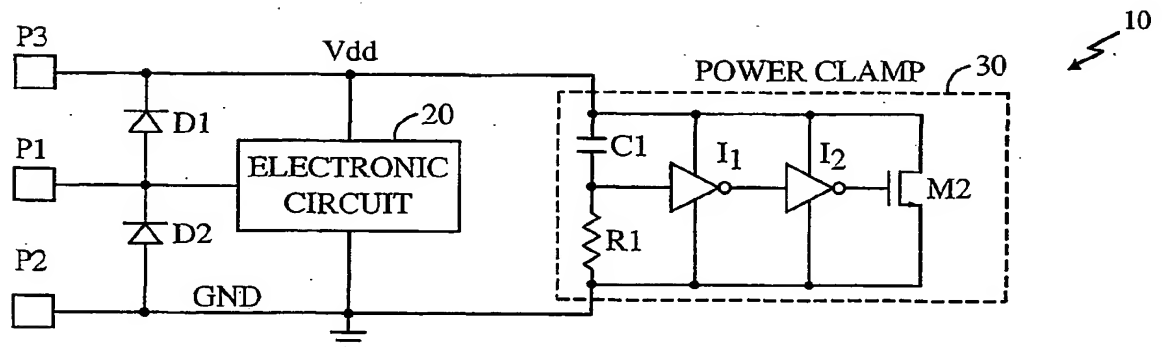 10
P3
Vdd
POWER CLAMP
30
D1
20
C1
I1
I2
P1
ELECTRONIC
CIRCUIT
M2
D2
R1
P2
GND